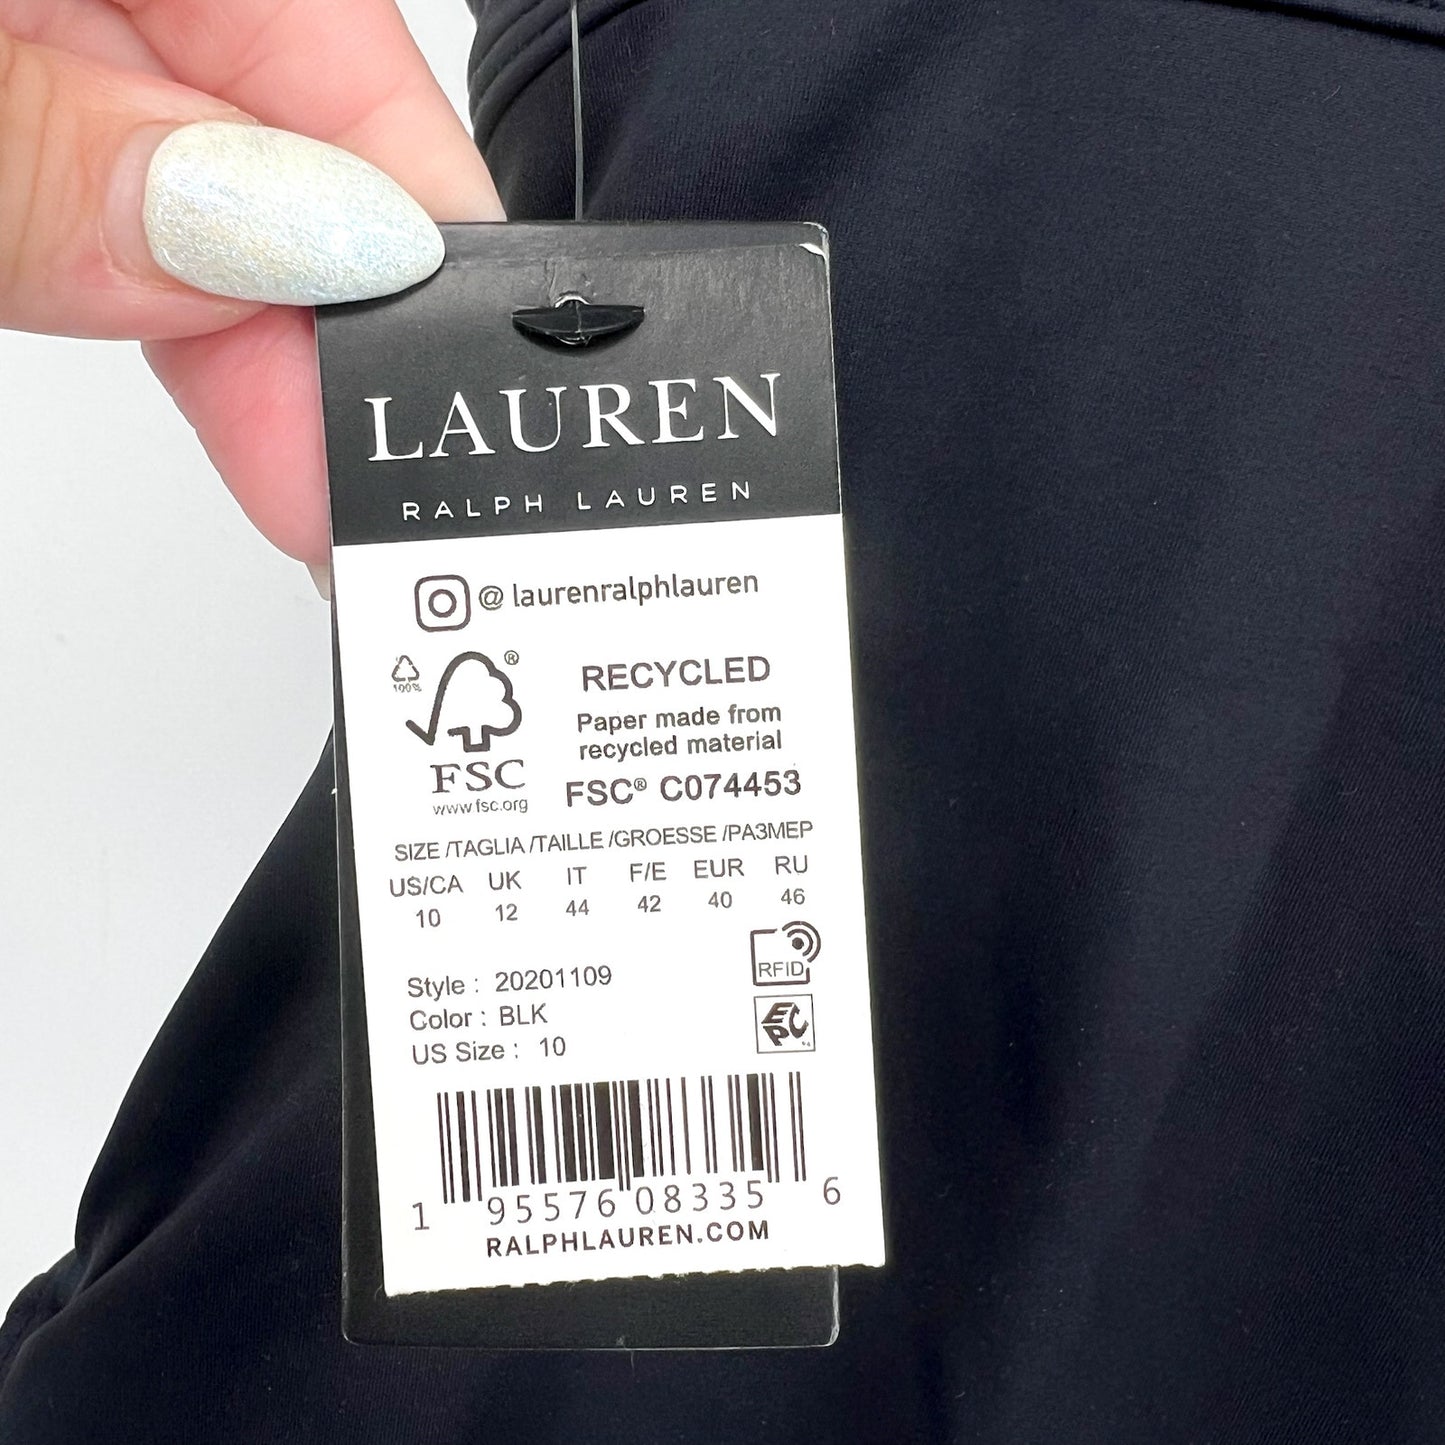 LAUREN
RALPH LAUREN
@ laurenralphlauren
100%
®
FSC
www.fsc.org
RECYCLED
Paper made from
recycled material
FSC® C074453
SIZE /TAGLIA /TAILLE /GROESSE /PA3MEP
US/CA UK IT F/E EUR RU
10 12 44 42 40 46
RFID
EPC
Style : 20201109
Color : BLK
US Size : 10
1 95576 08335 6
RALPHLAUREN.COM